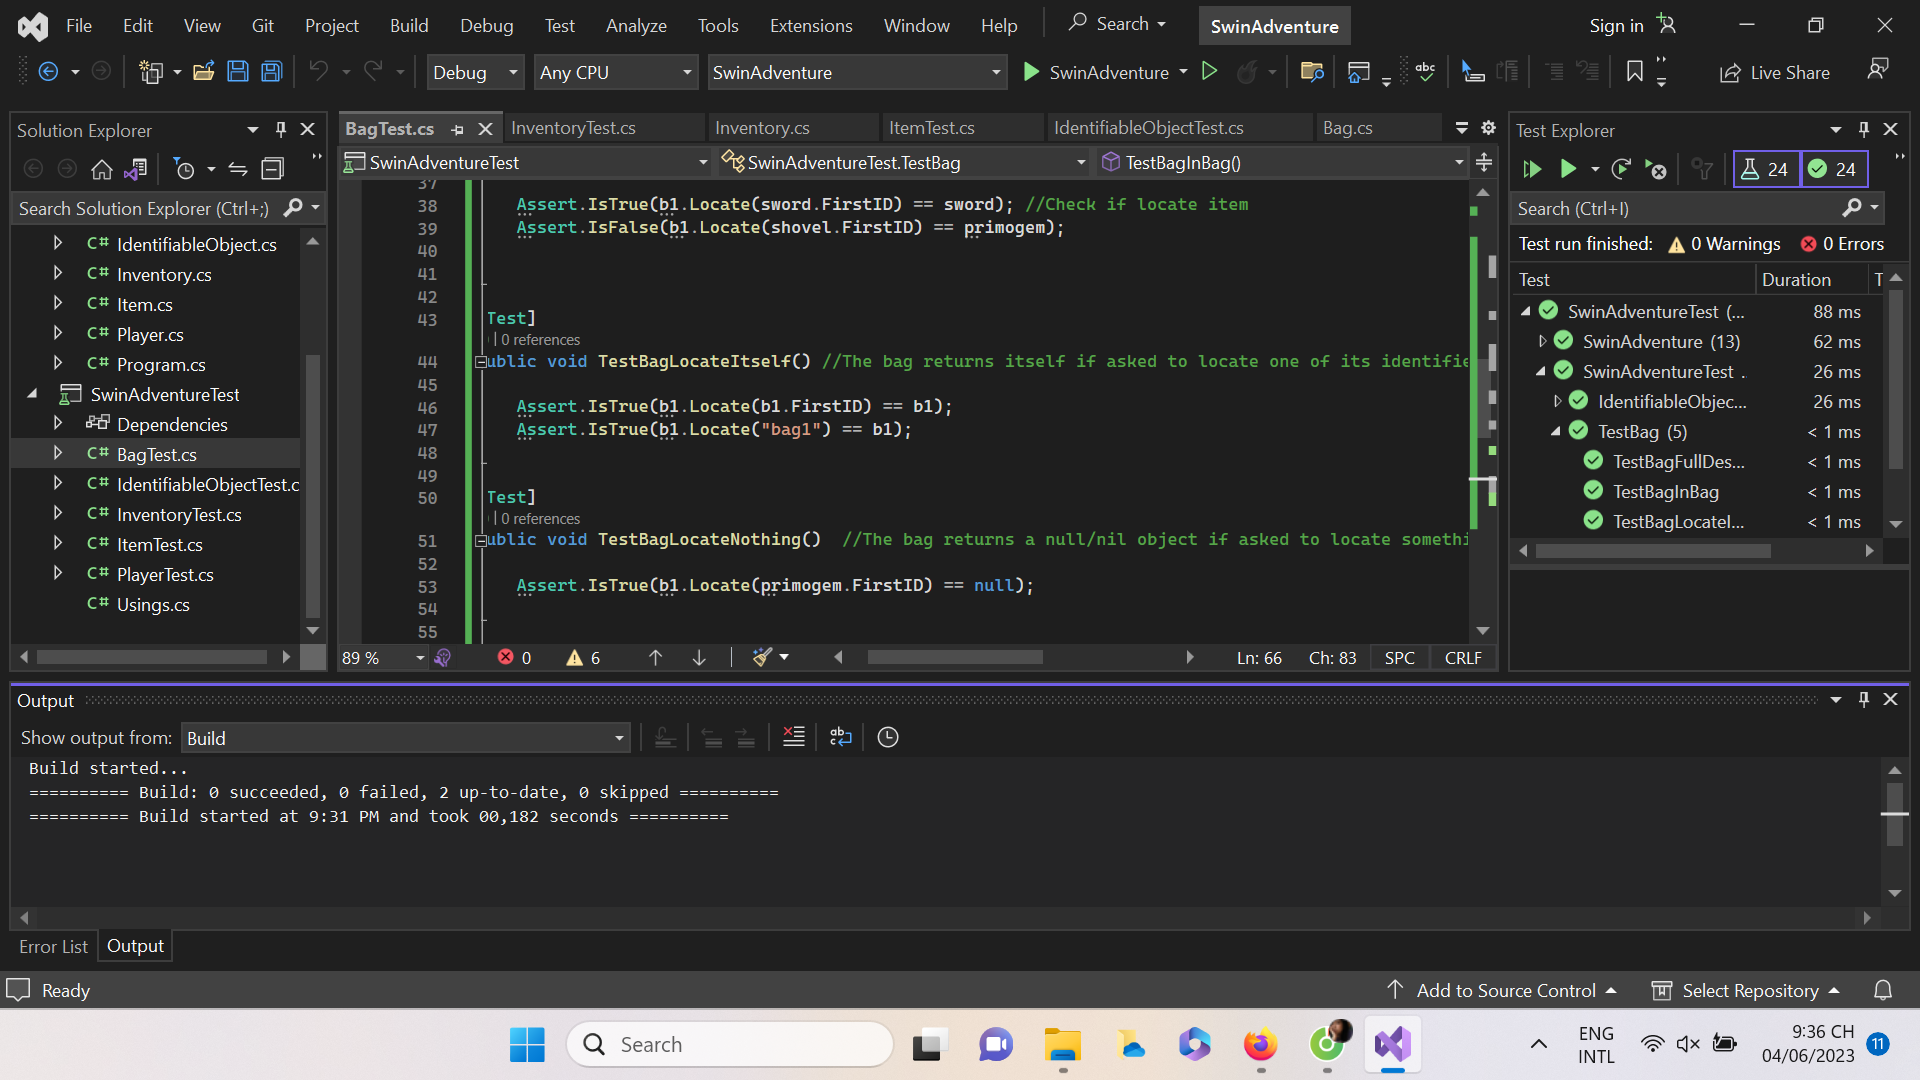 File Edit View Git Project Build Debug Test Analyze Tools Extensions Window Help Search SwinAdventure Sign in
Debug Any CPU SwinAdventure SwinAdventure Live Share
Solution Explorer
Search Solution Explorer (Ctrl+;)
C# IdentifiableObject.cs
C# Inventory.cs
C# Item.cs
C# Player.cs
C# Program.cs
SwinAdventureTest
Dependencies
C# BagTest.cs
C# IdentifiableObjectTest.c
C# InventoryTest.cs
C# ItemTest.cs
C# PlayerTest.cs
C# Usings.cs
BagTest.cs InventoryTest.cs Inventory.cs ItemTest.cs IdentifiableObjectTest.cs Bag.cs
SwinAdventureTest SwinAdventureTest.TestBag TestBagInBag()
37
38 Assert.IsTrue(b1.Locate(sword.FirstID) == sword); //Check if locate item
39 Assert.IsFalse(b1.Locate(shovel.FirstID) == primogem);
40
41
42
43 Test]
0 references
44 ublic void TestBagLocateItself() //The bag returns itself if asked to locate one of its identifie
45
46 Assert.IsTrue(b1.Locate(b1.FirstID) == b1);
47 Assert.IsTrue(b1.Locate("bag1") == b1);
48
49
50 Test]
0 references
51 ublic void TestBagLocateNothing() //The bag returns a null/nil object if asked to locate somethi
52
53 Assert.IsTrue(b1.Locate(primogem.FirstID) == null);
54
55
89 % 0 6 Ln: 66 Ch: 83 SPC CRLF
Test Explorer
24 24
Search (Ctrl+I)
Test run finished: 0 Warnings 0 Errors
Test Duration T
SwinAdventureTest (... 88 ms
SwinAdventure (13) 62 ms
SwinAdventureTest . 26 ms
IdentifiableObjec... 26 ms
TestBag (5) < 1 ms
TestBagFullDes... < 1 ms
TestBagInBag < 1 ms
TestBagLocateI... < 1 ms
Output
Show output from: Build
Build started...
========== Build: 0 succeeded, 0 failed, 2 up-to-date, 0 skipped ==========
========== Build started at 9:31 PM and took 00,182 seconds ==========
Error List Output
Ready Add to Source Control Select Repository
Search
ENG
INTL
9:36 CH
04/06/2023
11